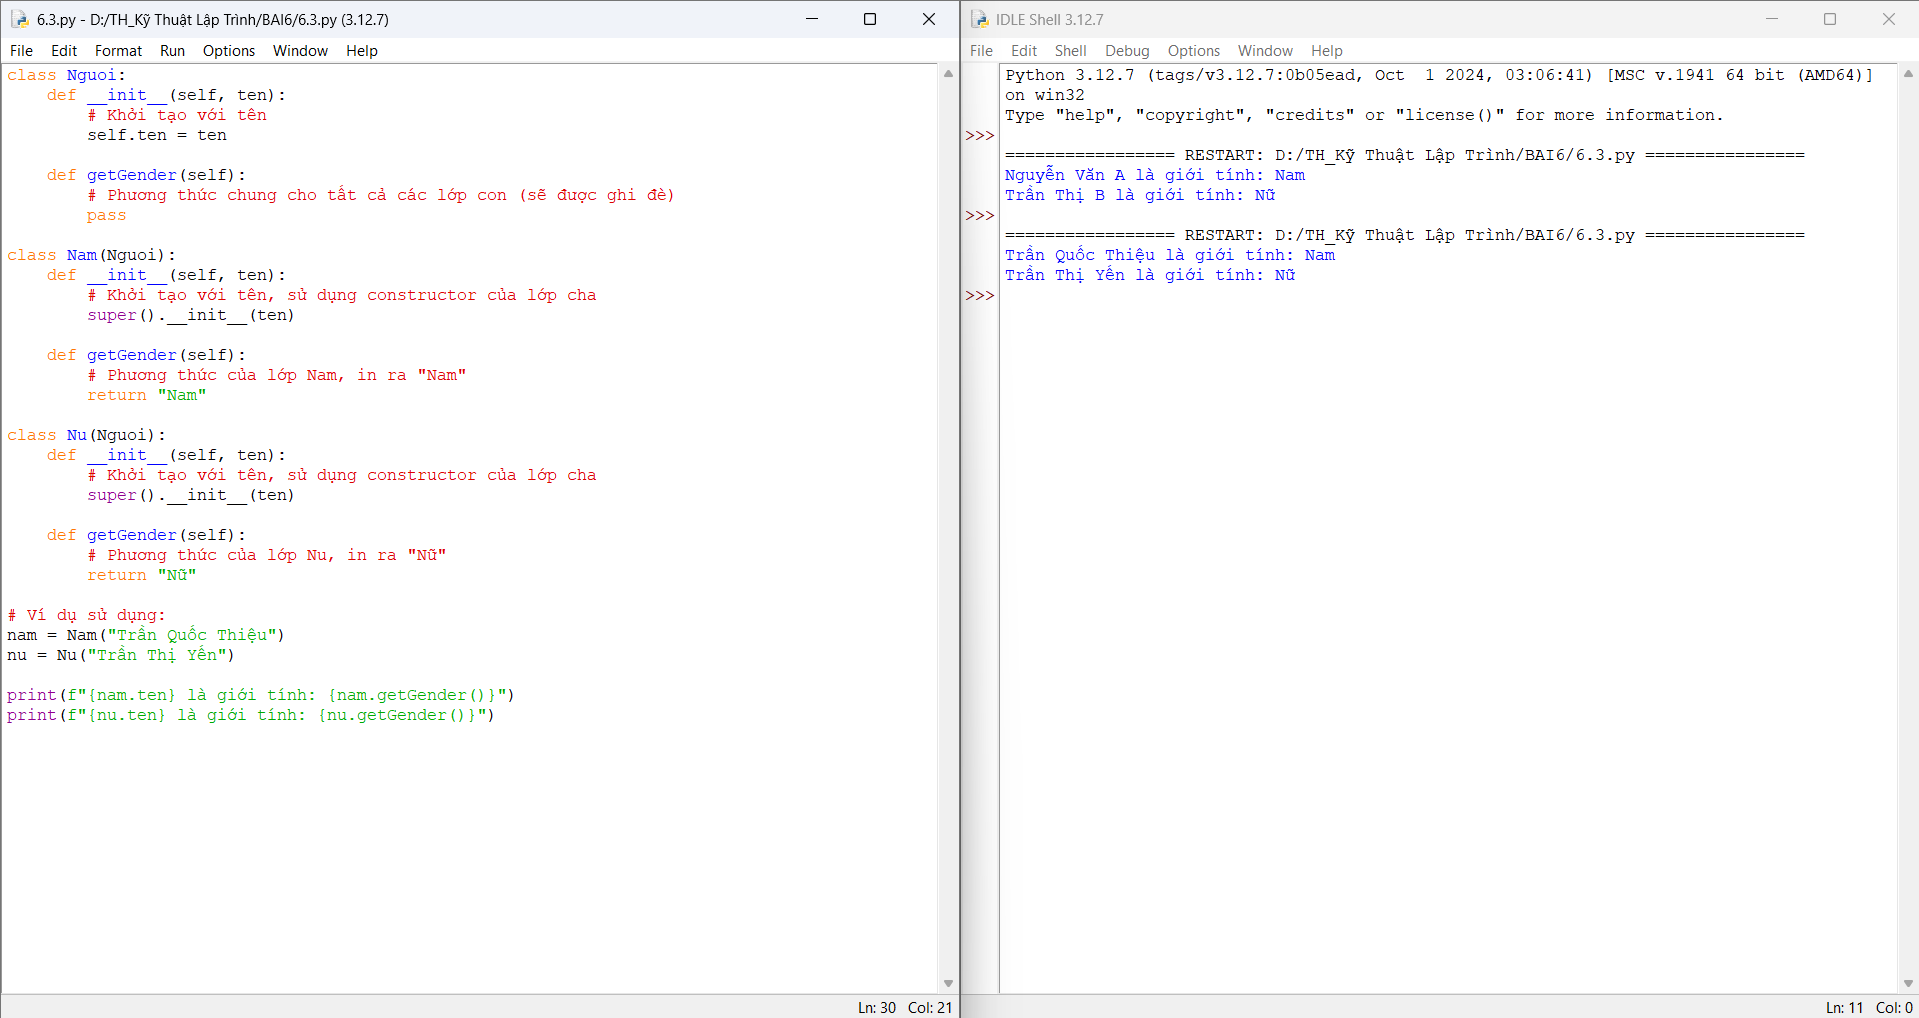 6.3.py - D:/TH_Kỹ Thuật Lập Trình/BAI6/6.3.py (3.12.7)
File Edit Format Run Options Window Help
class Nguoi:
    def __init__(self, ten):
        # Khởi tạo với tên
        self.ten = ten

    def getGender(self):
        # Phương thức chung cho tất cả các lớp con (sẽ được ghi đè)
        pass

class Nam(Nguoi):
    def __init__(self, ten):
        # Khởi tạo với tên, sử dụng constructor của lớp cha
        super().__init__(ten)

    def getGender(self):
        # Phương thức của lớp Nam, in ra "Nam"
        return "Nam"

class Nu(Nguoi):
    def __init__(self, ten):
        # Khởi tạo với tên, sử dụng constructor của lớp cha
        super().__init__(ten)

    def getGender(self):
        # Phương thức của lớp Nu, in ra "Nữ"
        return "Nữ"

# Ví dụ sử dụng:
nam = Nam("Trần Quốc Thiệu")
nu = Nu("Trần Thị Yến")

print(f"{nam.ten} là giới tính: {nam.getGender()}")
print(f"{nu.ten} là giới tính: {nu.getGender()}")
Ln: 30 Col: 21
IDLE Shell 3.12.7
File Edit Shell Debug Options Window Help
Python 3.12.7 (tags/v3.12.7:0b05ead, Oct  1 2024, 03:06:41) [MSC v.1941 64 bit (AMD64)]
on win32
Type "help", "copyright", "credits" or "license()" for more information.
>>>
================= RESTART: D:/TH_Kỹ Thuật Lập Trình/BAI6/6.3.py ================
Nguyễn Văn A là giới tính: Nam
Trần Thị B là giới tính: Nữ
>>>
================= RESTART: D:/TH_Kỹ Thuật Lập Trình/BAI6/6.3.py ================
Trần Quốc Thiệu là giới tính: Nam
Trần Thị Yến là giới tính: Nữ
>>>
Ln: 11 Col: 0